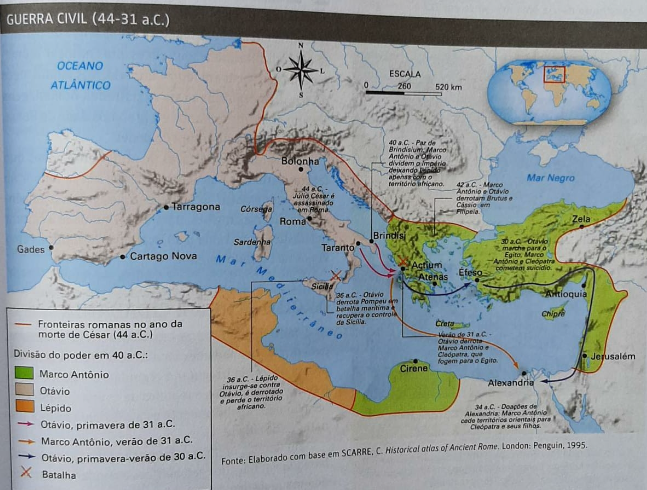 GUERRA CIVIL (44-31 a.C.)
OCEANO
ATLÂNTICO
N
O
L
S
ESCALA
0 260 520 km
40 a.C. - Paz de
Brindisium, Marco
Antônio e Otávio
dividem o Império
deixando Lépido
apenas com o
território africano.
Mar Negro
Bolonha
44 a.C.
Júlio César é
assassinado
em Roma.
42 a.C. - Marco
Antônio e Otávio
derrotam Brutus e
Cássio em
Filipeia.
Tarragona
Córsega
Roma
Zela
Brindisi
Sardenha
Taranto
30 a.C. - Otávio
marcha para o
Egito. Marco
Antônio e Cleópatra
cometem suicídio.
Gades
Cartago Nova
Mar Mediterrâneo
Actium
Atenas
Éfeso
Antioquia
Sicília
36 a.C. - Otávio
derrota Pompeu em
batalha marítima e
recupera o controle
da Sicília.
Chipre
Creta
Verão de 31 a.C. -
Otávio derrota
Marco Antônio e
Cleópatra, que
fogem para o Egito.
Jerusalém
Cirene
Alexandria
36 a.C. - Lépido
insurge-se contra
Otávio, é derrotado
e perde o território
africano.
34 a.C. - Doações de
Alexandria: Marco Antônio
cede territórios orientais para
Cleópatra e seus filhos.
Fronteiras romanas no ano da
morte de César (44 a.C.)
Divisão do poder em 40 a.C.:
Marco Antônio
Otávio
Lépido
Otávio, primavera de 31 a.C.
Marco Antônio, verão de 31 a.C.
Otávio, primavera-verão de 30 a.C.
Batalha
Fonte: Elaborado com base em SCARRE, C. Historical atlas of Ancient Rome. London: Penguin, 1995.